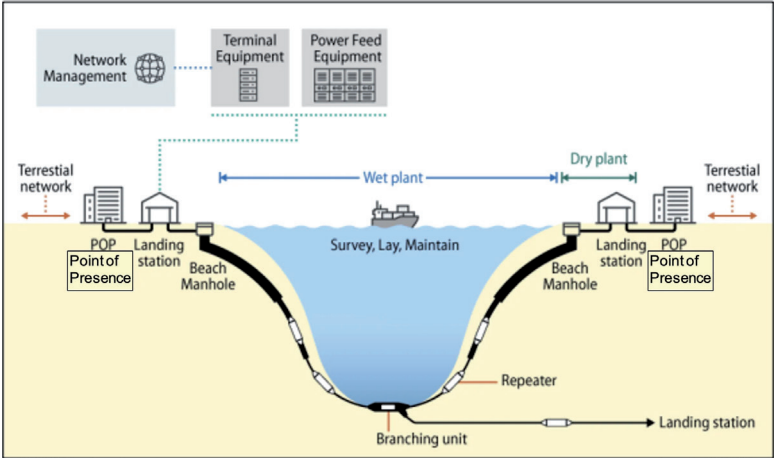 Network
Management
Terminal
Equipment
Power Feed
Equipment
Terrestial
network
Wet plant
Dry plant
Terrestial
network
POP
Point of
Presence
Landing
station
Beach
Manhole
Survey, Lay, Maintain
Beach
Manhole
Landing
station
POP
Point of
Presence
Repeater
Branching unit
Landing station